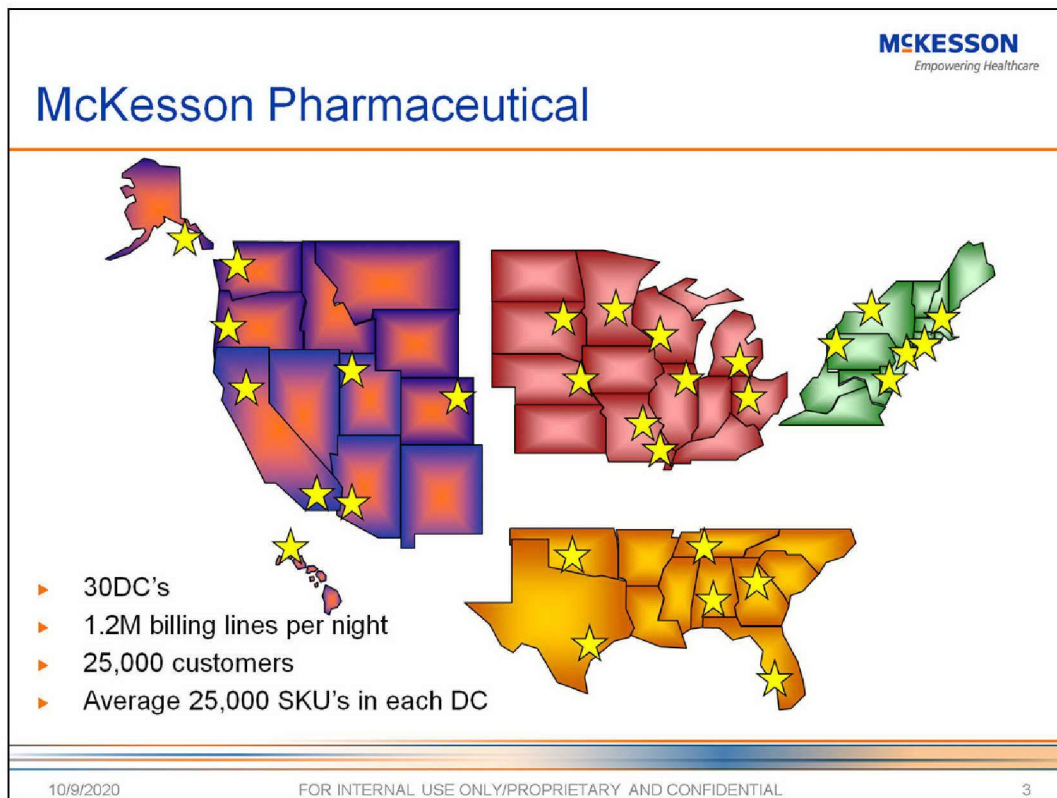 McKESSON
Empowering Healthcare
McKesson Pharmaceutical
30DC's
1.2M billing lines per night
25,000 customers
Average 25,000 SKU's in each DC
10/9/2020 FOR INTERNAL USE ONLY/PROPRIETARY AND CONFIDENTIAL 3